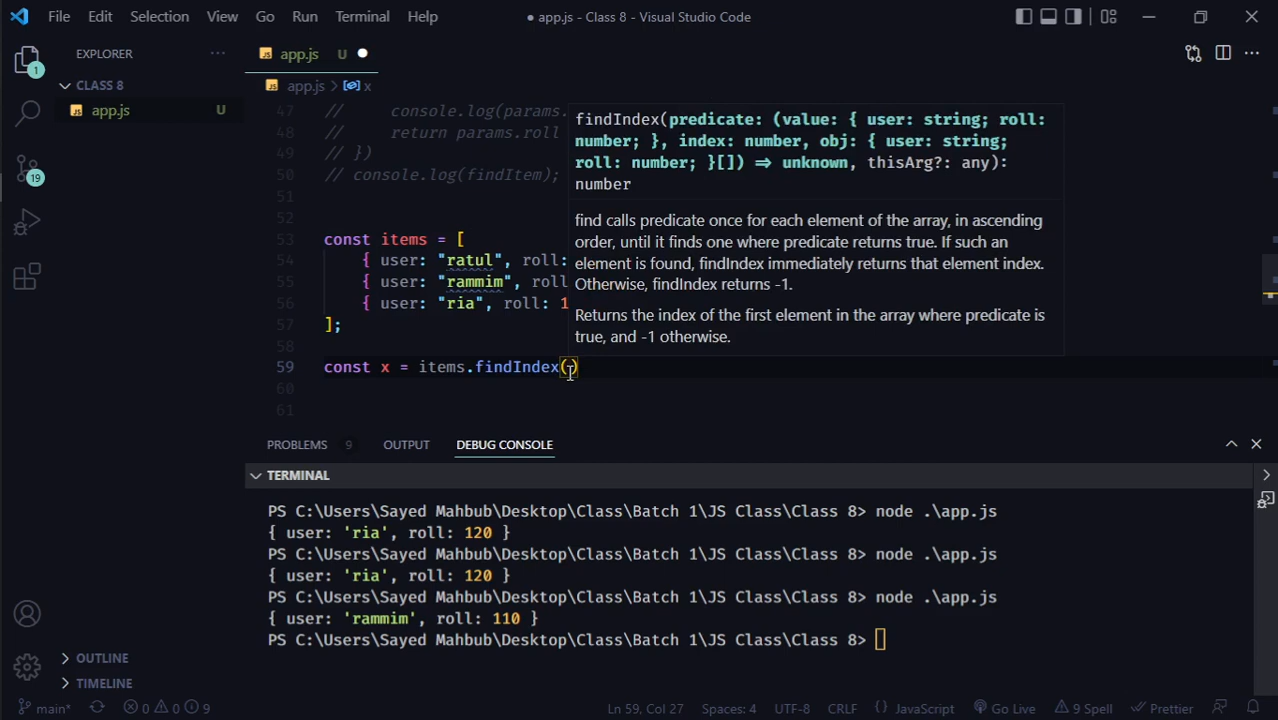 File Edit Selection View Go Run Terminal Help
● app.js - Class 8 - Visual Studio Code
EXPLORER ···
app.js U ●
CLASS 8
app.js U
app.js > x
1
19
47 // console.log(params.
48 // return params.roll
49 // })
50 // console.log(findItem);
51
52
53 const items = [
54 { user: "ratul", roll:
55 { user: "rammim", roll
56 { user: "ria", roll: 1
57 ];
58
59 const x = items.findIndex()
60
61
findIndex(predicate: (value: { user: string; roll:
number; }, index: number, obj: { user: string;
roll: number; }[]) => unknown, thisArg?: any):
number
find calls predicate once for each element of the array, in ascending
order, until it finds one where predicate returns true. If such an
element is found, findIndex immediately returns that element index.
Otherwise, findIndex returns -1.
Returns the index of the first element in the array where predicate is
true, and -1 otherwise.
PROBLEMS 9 OUTPUT DEBUG CONSOLE
TERMINAL
PS C:\Users\Sayed Mahbub\Desktop\Class\Batch 1\JS Class\Class 8> node .\app.js
{ user: 'ria', roll: 120 }
PS C:\Users\Sayed Mahbub\Desktop\Class\Batch 1\JS Class\Class 8> node .\app.js
{ user: 'ria', roll: 120 }
PS C:\Users\Sayed Mahbub\Desktop\Class\Batch 1\JS Class\Class 8> node .\app.js
{ user: 'rammim', roll: 110 }
PS C:\Users\Sayed Mahbub\Desktop\Class\Batch 1\JS Class\Class 8>
OUTLINE
TIMELINE
main* 0 0 9 Ln 59, Col 27 Spaces: 4 UTF-8 CRLF {} JavaScript Go Live 9 Spell Prettier